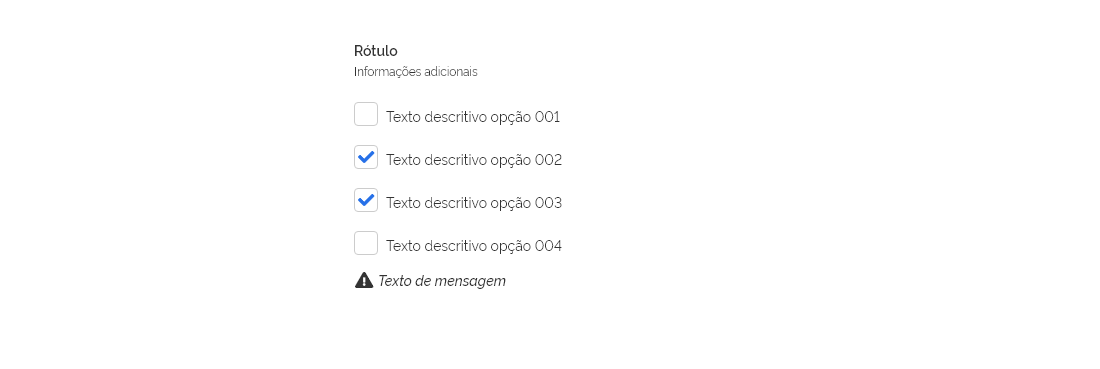 Rótulo
Informações adicionais
Texto descritivo opção 001
Texto descritivo opção 002
Texto descritivo opção 003
Texto descritivo opção 004
Texto de mensagem